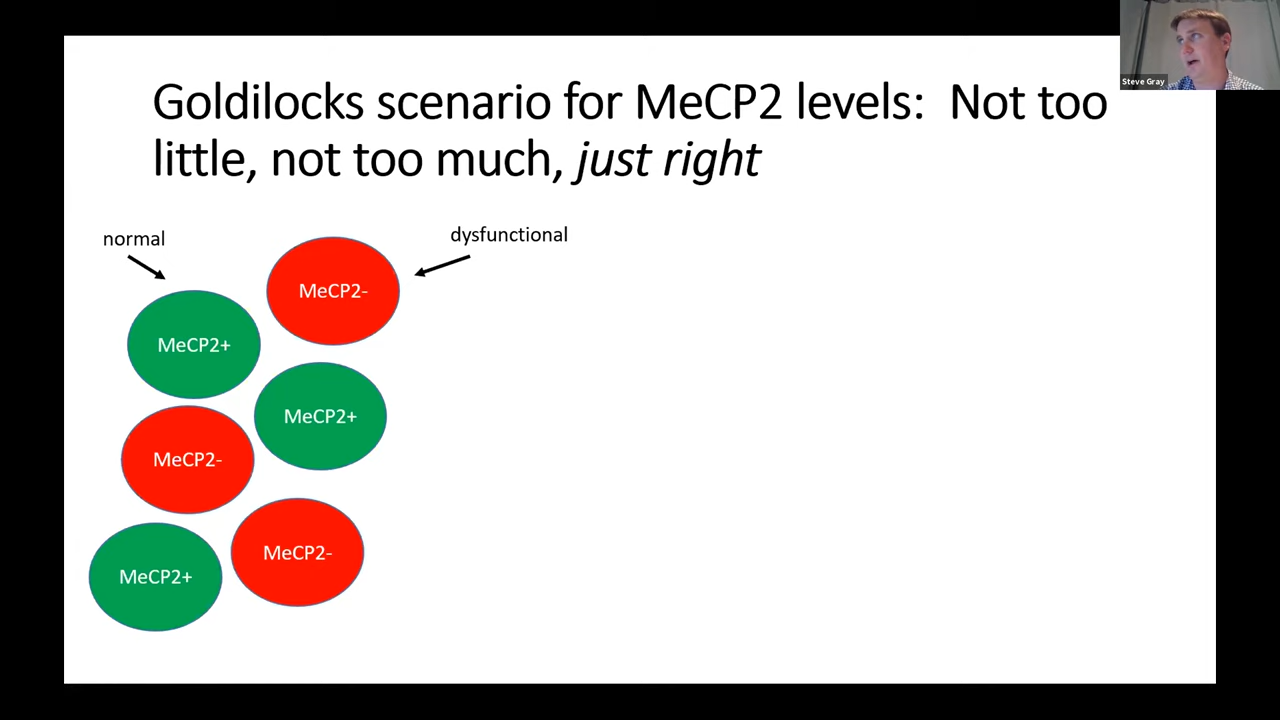 Steve Gray
Goldilocks scenario for MeCP2 levels:  Not too
little, not too much, just right
normal
dysfunctional
MeCP2-
MeCP2+
MeCP2+
MeCP2-
MeCP2-
MeCP2+